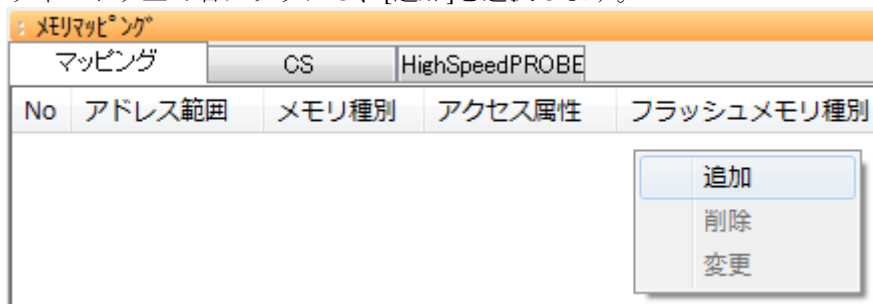 ﾒﾓﾘﾏｯﾋﾟﾝｸﾞ
マッピング CS HighSpeedPROBE
No アドレス範囲 メモリ種別 アクセス属性 フラッシュメモリ種別
追加
削除
変更